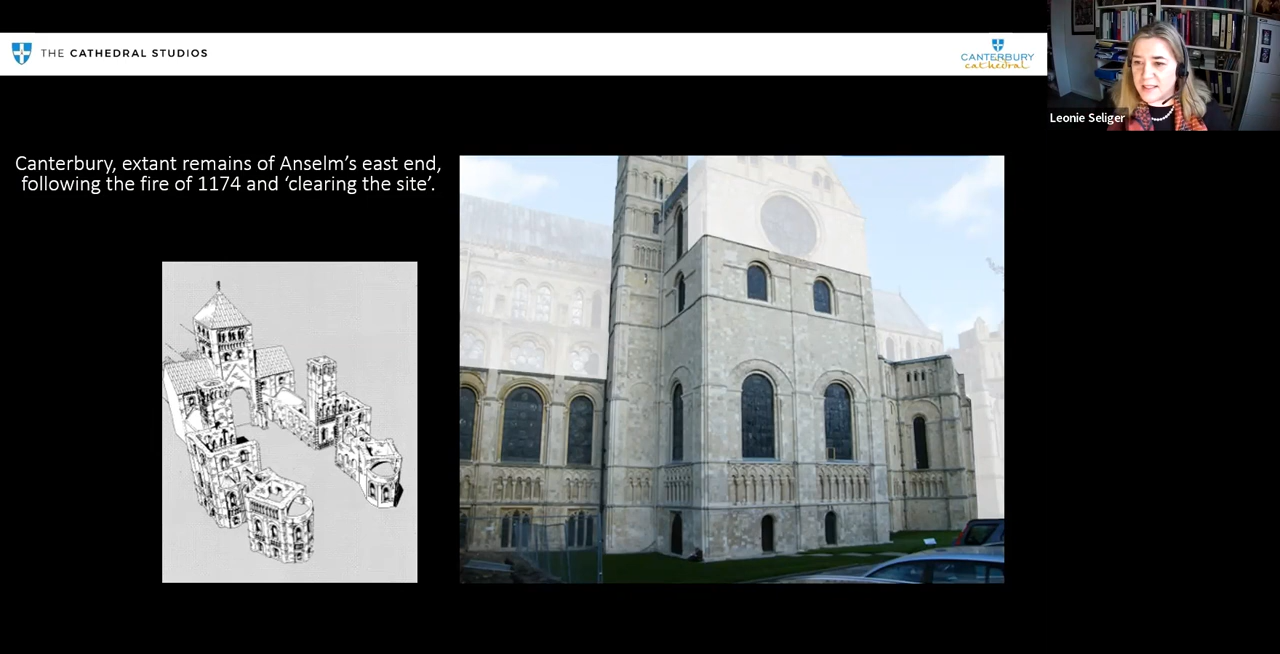 THE CATHEDRAL STUDIOS
CANTERBURY
cathedral
Leonie Seliger
Canterbury, extant remains of Anselm’s east end,
following the fire of 1174 and ‘clearing the site’.